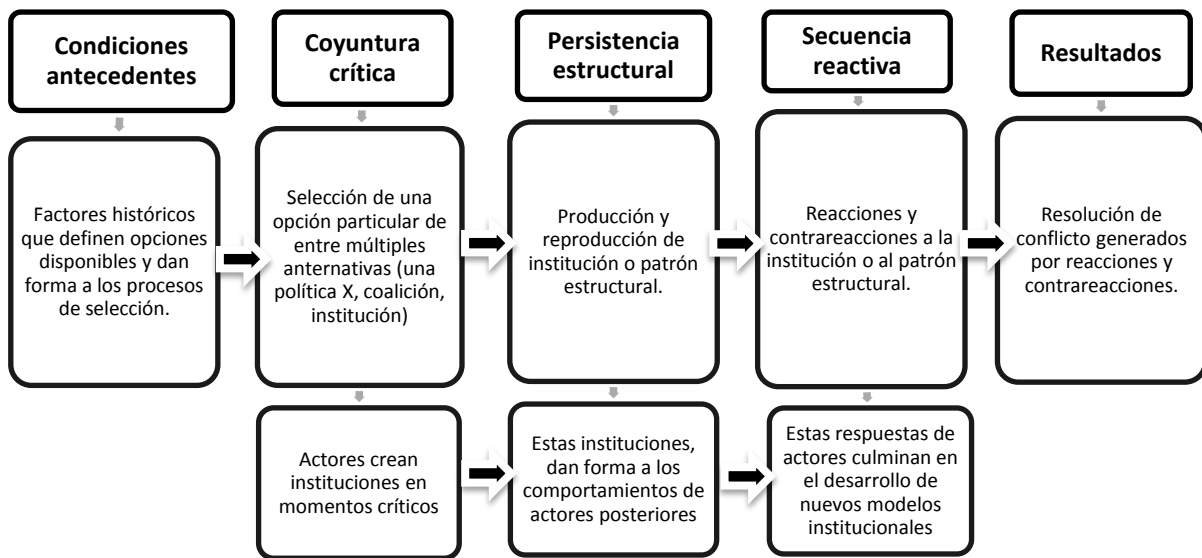 Condiciones
antecedentes
Coyuntura
crítica
Persistencia
estructural
Secuencia
reactiva
Resultados
Factores históricos
que definen opciones
disponibles y dan
forma a los procesos
de selección.
Selección de una
opción particular de
entre múltiples
anternativas (una
política X, coalición,
institución)
Producción y
reproducción de
institución o patrón
estructural.
Reacciones y
contrareacciones a la
institución o al patrón
estructural.
Resolución de
conflicto generados
por reacciones y
contrareacciones.
Actores crean
instituciones en
momentos críticos
Estas instituciones,
dan forma a los
comportamientos de
actores posteriores
Estas respuestas de
actores culminan en
el desarrollo de
nuevos modelos
institucionales